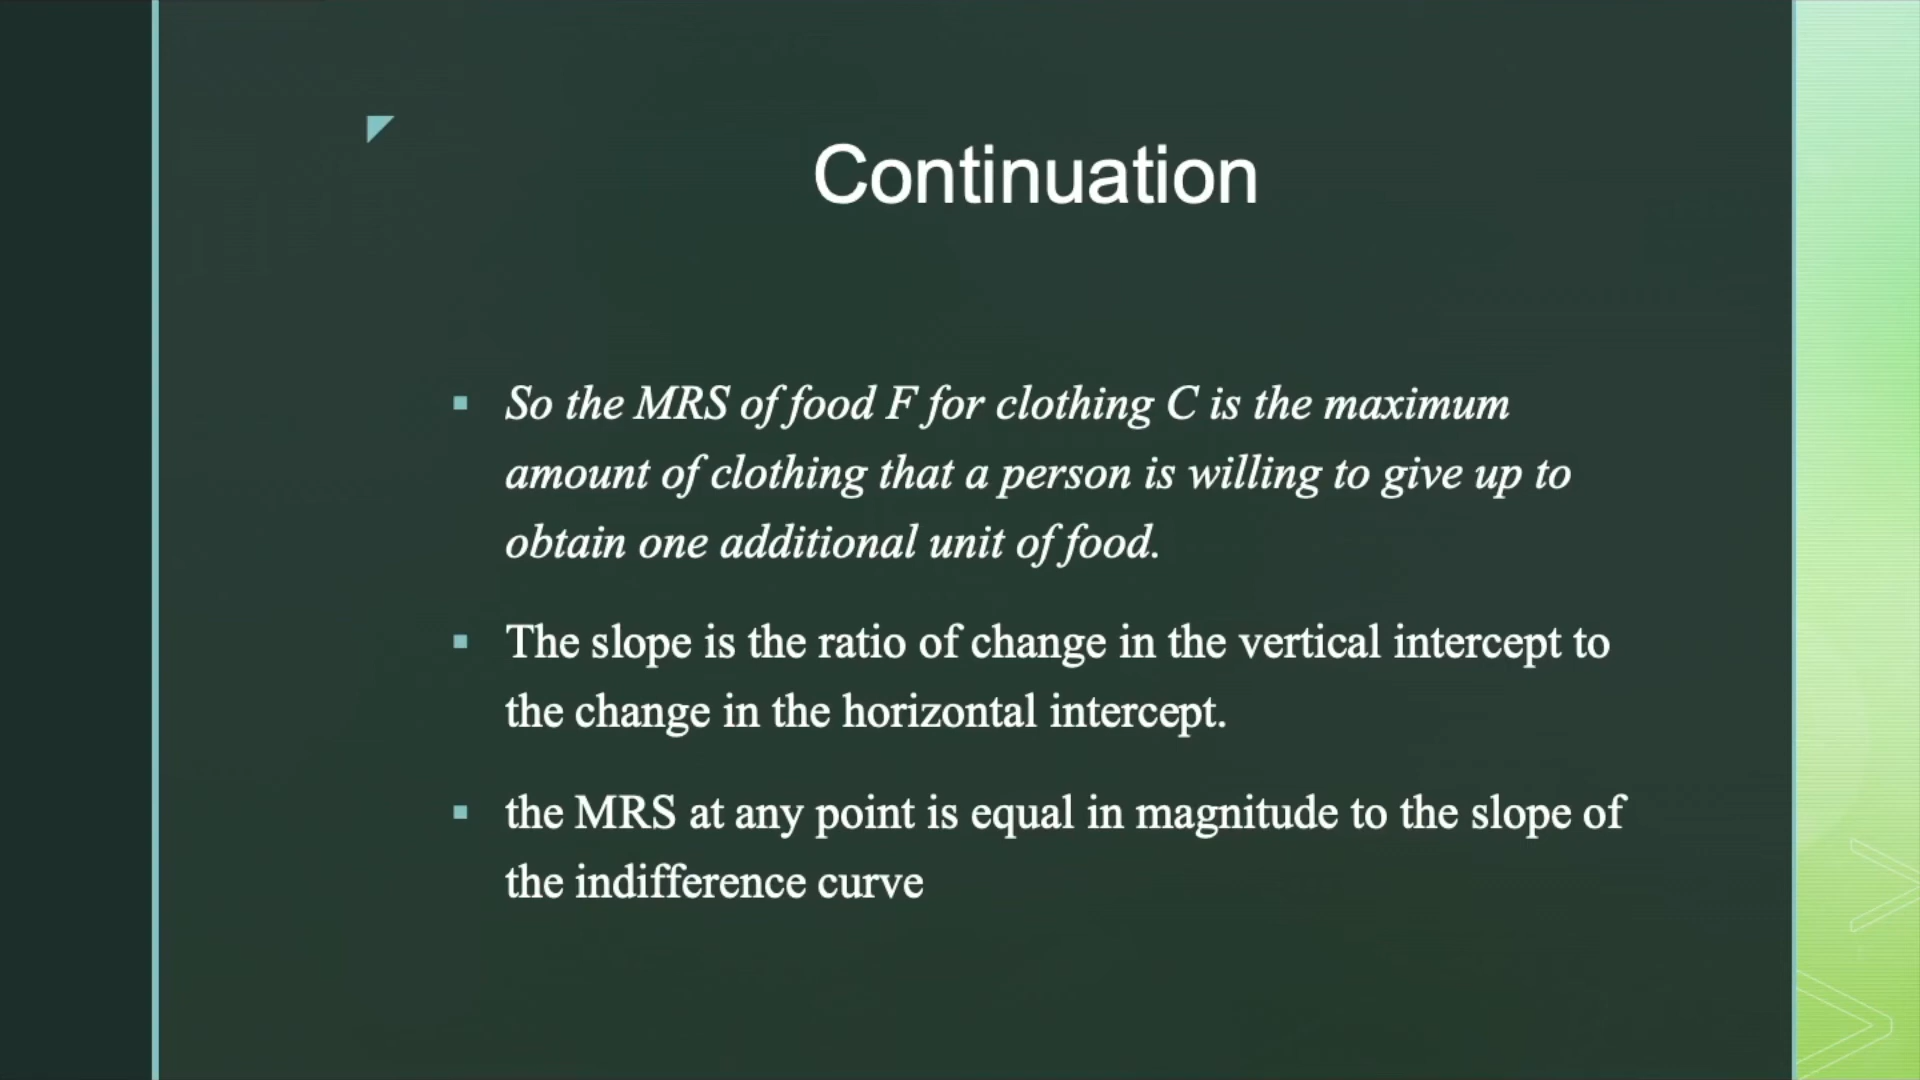 Continuation
So the MRS of food F for clothing C is the maximum
amount of clothing that a person is willing to give up to
obtain one additional unit of food.
The slope is the ratio of change in the vertical intercept to
the change in the horizontal intercept.
the MRS at any point is equal in magnitude to the slope of
the indifference curve